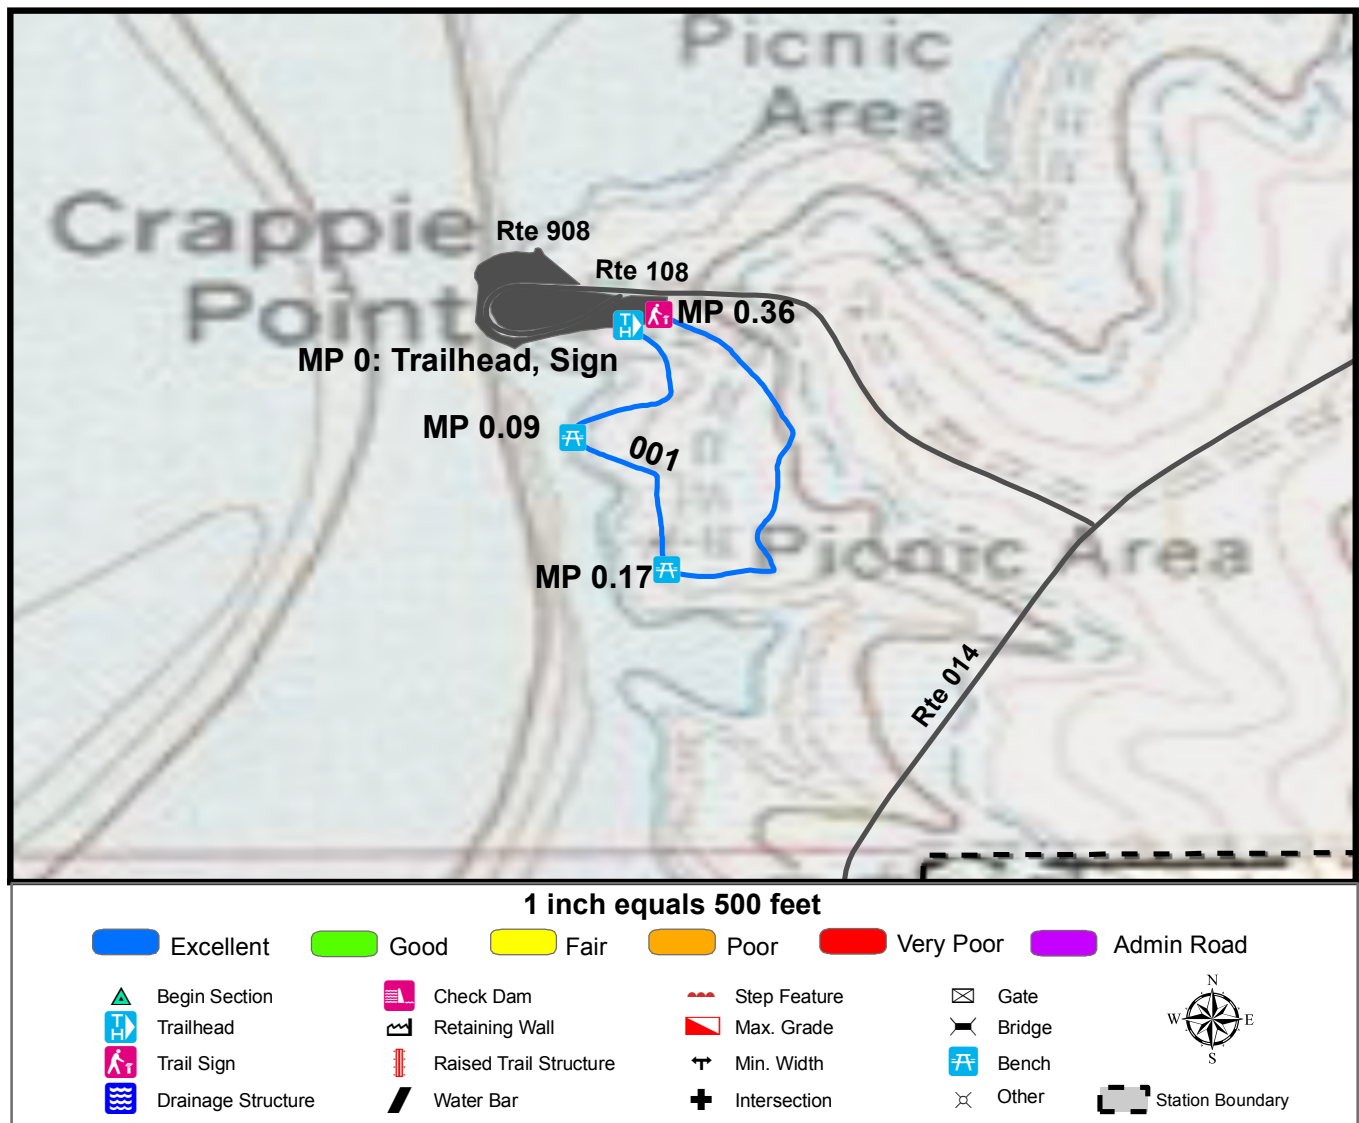 Picnic
Area
Crappie
Point
Rte 908
Rte 108
MP 0.36
MP 0: Trailhead, Sign
MP 0.09
001
MP 0.17
Picnic Area
Rte 014
1 inch equals 500 feet
Excellent
Good
Fair
Poor
Very Poor
Admin Road
Begin Section
Check Dam
Step Feature
Gate
Trailhead
Retaining Wall
Max. Grade
Bridge
Trail Sign
Raised Trail Structure
Min. Width
Bench
Drainage Structure
Water Bar
Intersection
Other
Station Boundary
N
W
E
S
TH
TH